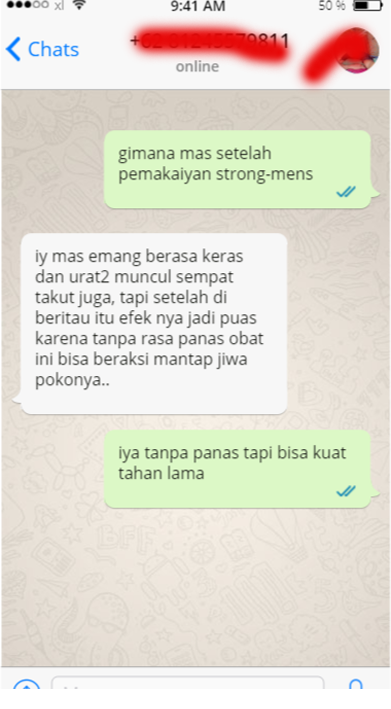 xl 9:41 AM 50 %
Chats
online
gimana mas setelah
pemakaiyan strong-mens
iy mas emang berasa keras
dan urat2 muncul sempat
takut juga, tapi setelah di
beritau itu efek nya jadi puas
karena tanpa rasa panas obat
ini bisa beraksi mantap jiwa
pokonya..
iya tanpa panas tapi bisa kuat
tahan lama